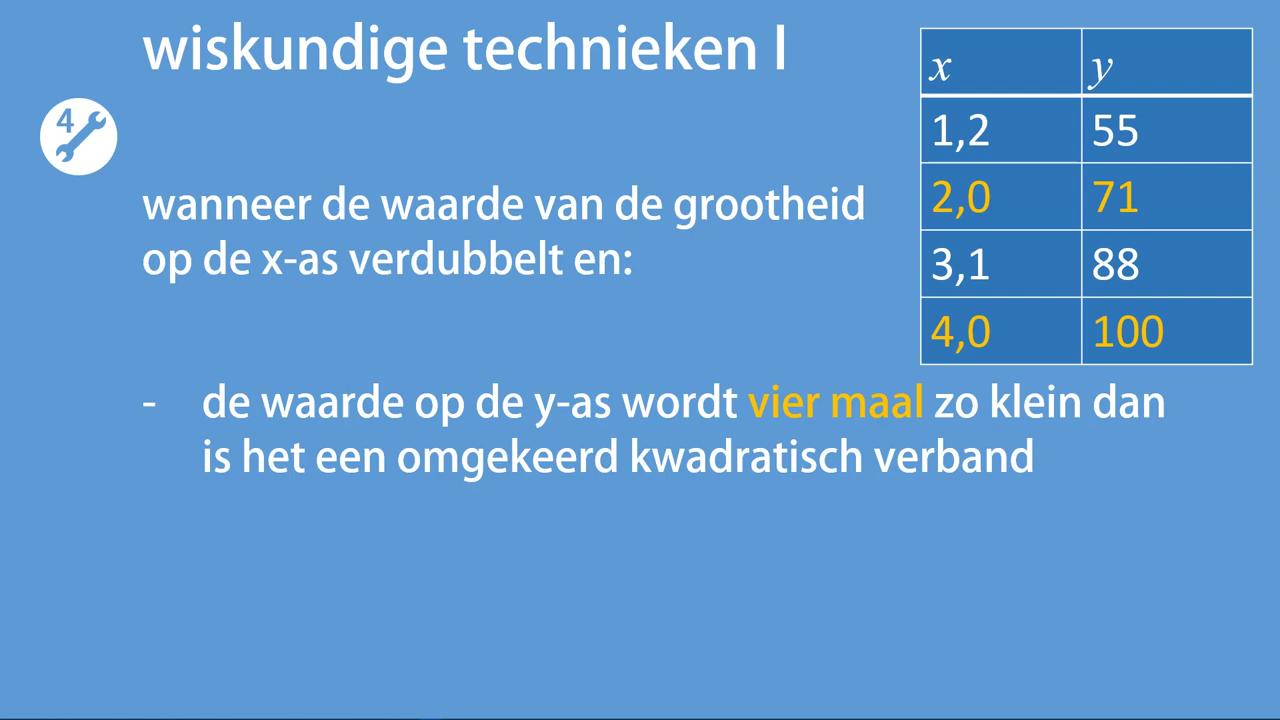 wiskundige technieken I
4
wanneer de waarde van de grootheid
op de x-as verdubbelt en:
- de waarde op de y-as wordt vier maal zo klein dan
is het een omgekeerd kwadratisch verband
x y
1,2 55
2,0 71
3,1 88
4,0 100